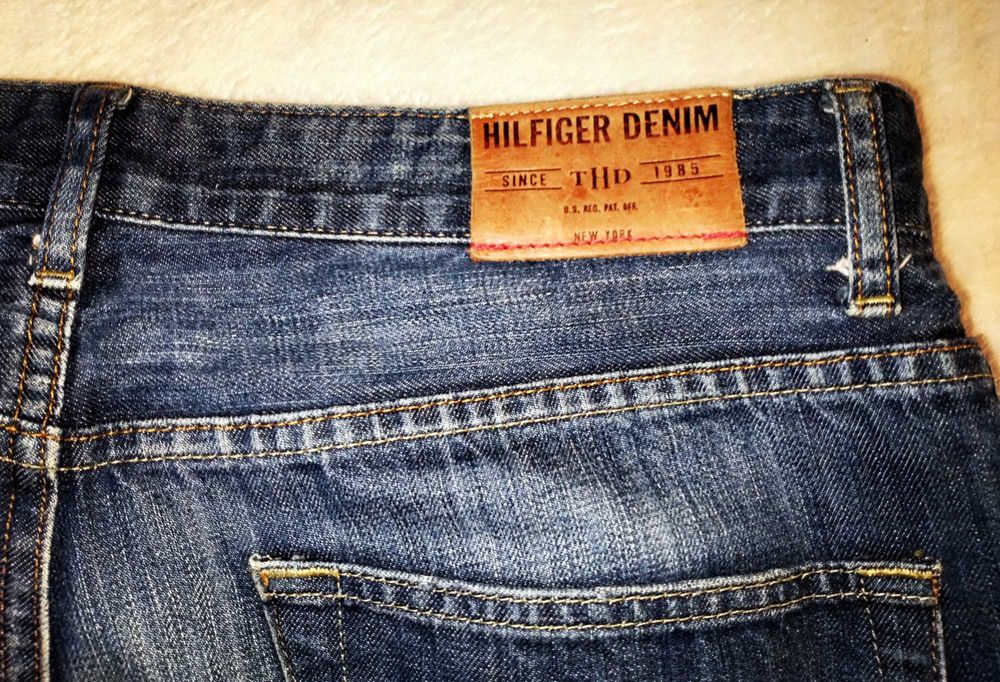 HILFIGER DENIM
SINCE THD 1985
U.S. REG. PAT. OFF.
NEW YORK